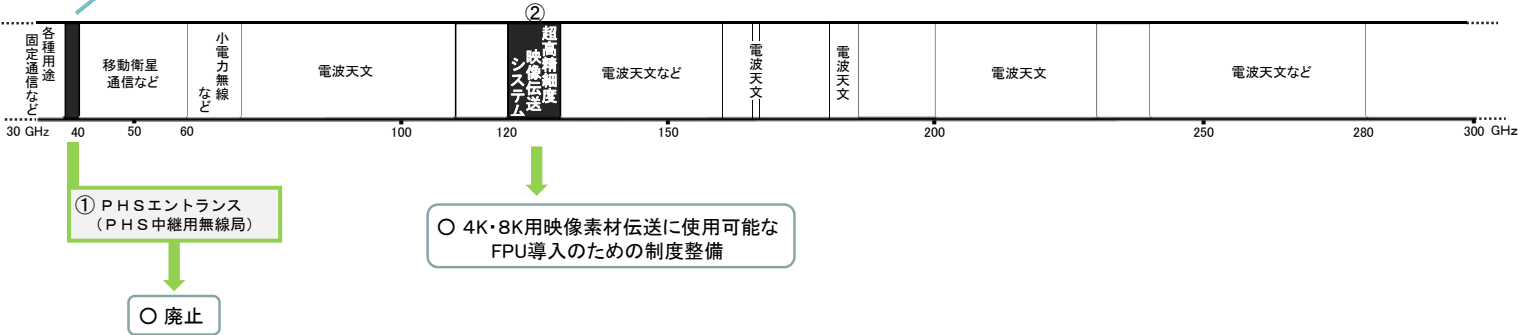 ②
各種用途
固定通信など
移動衛星
通信など
小電力無線
など
電波天文
超高精細度
映像伝送
システム
電波天文など
電波天文
電波天文
電波天文
電波天文など
30 GHz
40
50
60
100
120
150
200
250
280
300 GHz
① ＰＨＳエントランス
（ＰＨＳ中継用無線局）
○ 廃止
○ 4K・8K用映像素材伝送に使用可能な
FPU導入のための制度整備